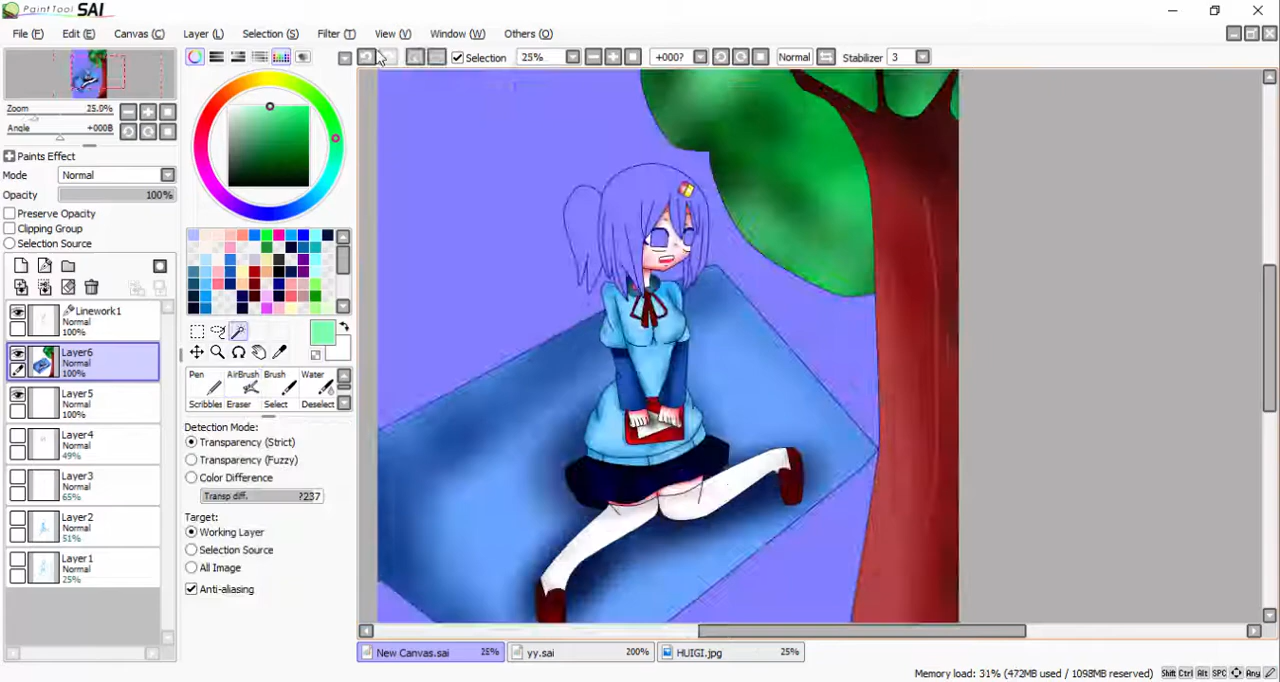 PaintTool SAI
File (F) Edit (E) Canvas (C) Layer (L) Selection (S) Filter (T) View (V) Window (W) Others (O)
Selection 25% +000? Normal Stabilizer 3
Zoom 25.0%
Angle +000B
Paints Effect
Mode Normal
Opacity 100%
Preserve Opacity
Clipping Group
Selection Source
Linework1
Normal
100%
Layer6
Normal
100%
Layer5
Normal
100%
Layer4
Normal
49%
Layer3
Normal
65%
Layer2
Normal
51%
Layer1
Normal
25%
Pen AirBrush Brush Water
Scribbles Eraser Select Deselect
Detection Mode:
Transparency (Strict)
Transparency (Fuzzy)
Color Difference
Transp diff. ?237
Target:
Working Layer
Selection Source
All Image
Anti-aliasing
New Canvas.sai 25% yy.sai 200% HUIGI.jpg 25%
Memory load: 31% (472MB used / 1098MB reserved) Shift Ctrl Alt SPC Any